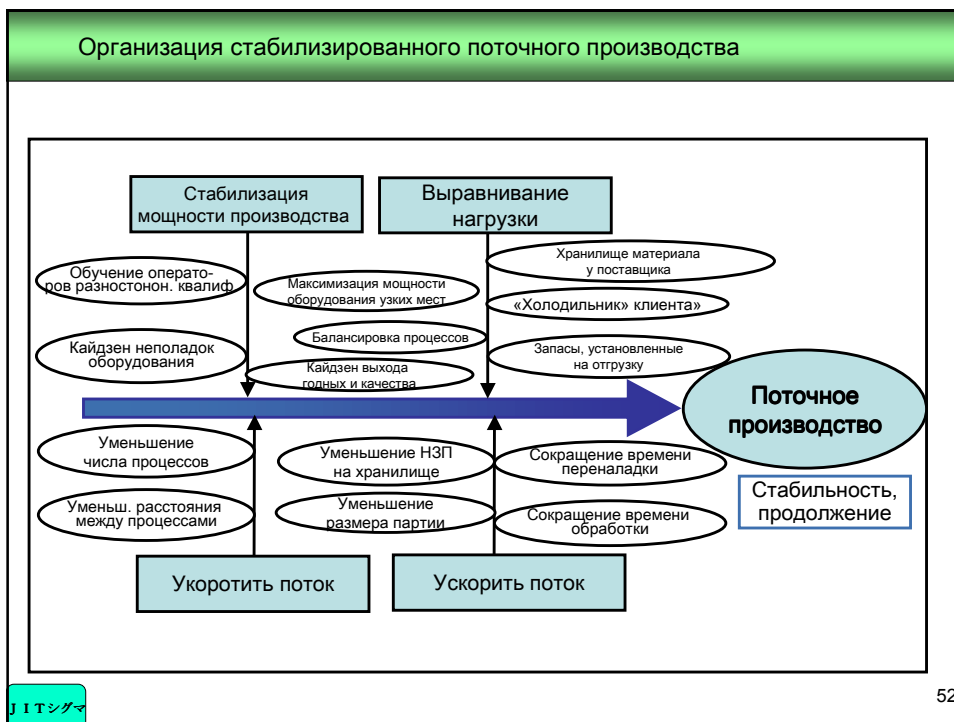 Организация стабилизированного поточного производства
Стабилизация
мощности производства
Выравнивание
нагрузки
Обучение операто-
ров разностонон. квалиф
Кайдзен неполадок
оборудования
Максимизация мощности
оборудования узких мест
Балансировка процессов
Кайдзен выхода
годных и качества
Хранилище материала
у поставщика
«Холодильник» клиента»
Запасы, установленные
на отгрузку
Поточное
производство
Стабильность,
продолжение
Уменьшение
числа процессов
Уменьш. расстояния
между процессами
Уменьшение НЗП
на хранилище
Уменьшение
размера партии
Сокращение времени
переналадки
Сокращение времени
обработки
Укоротить поток
Ускорить поток
ＪＩＴシグマ
52